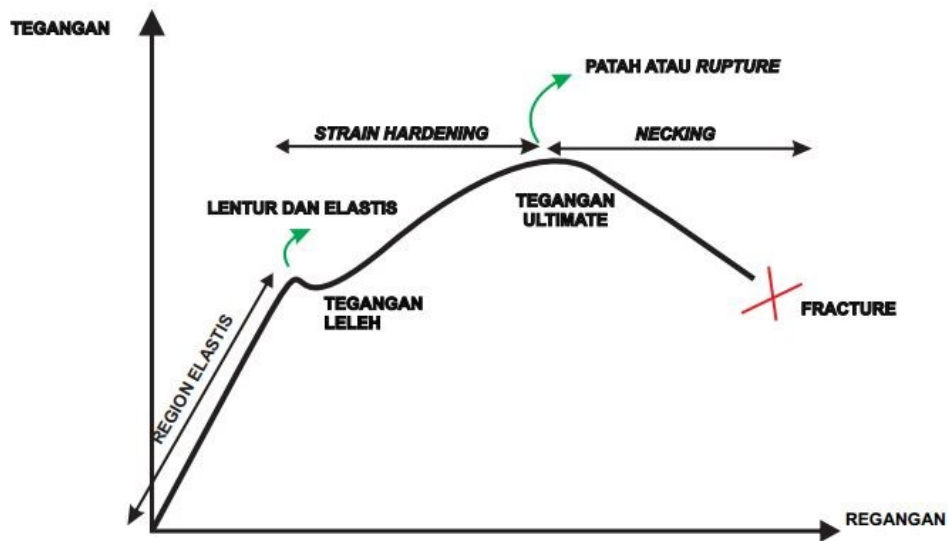 TEGANGAN
PATAH ATAU RUPTURE
STRAIN HARDENING
NECKING
LENTUR DAN ELASTIS
TEGANGAN
ULTIMATE
TEGANGAN
LELEH
FRACTURE
REGION ELASTIS
REGANGAN